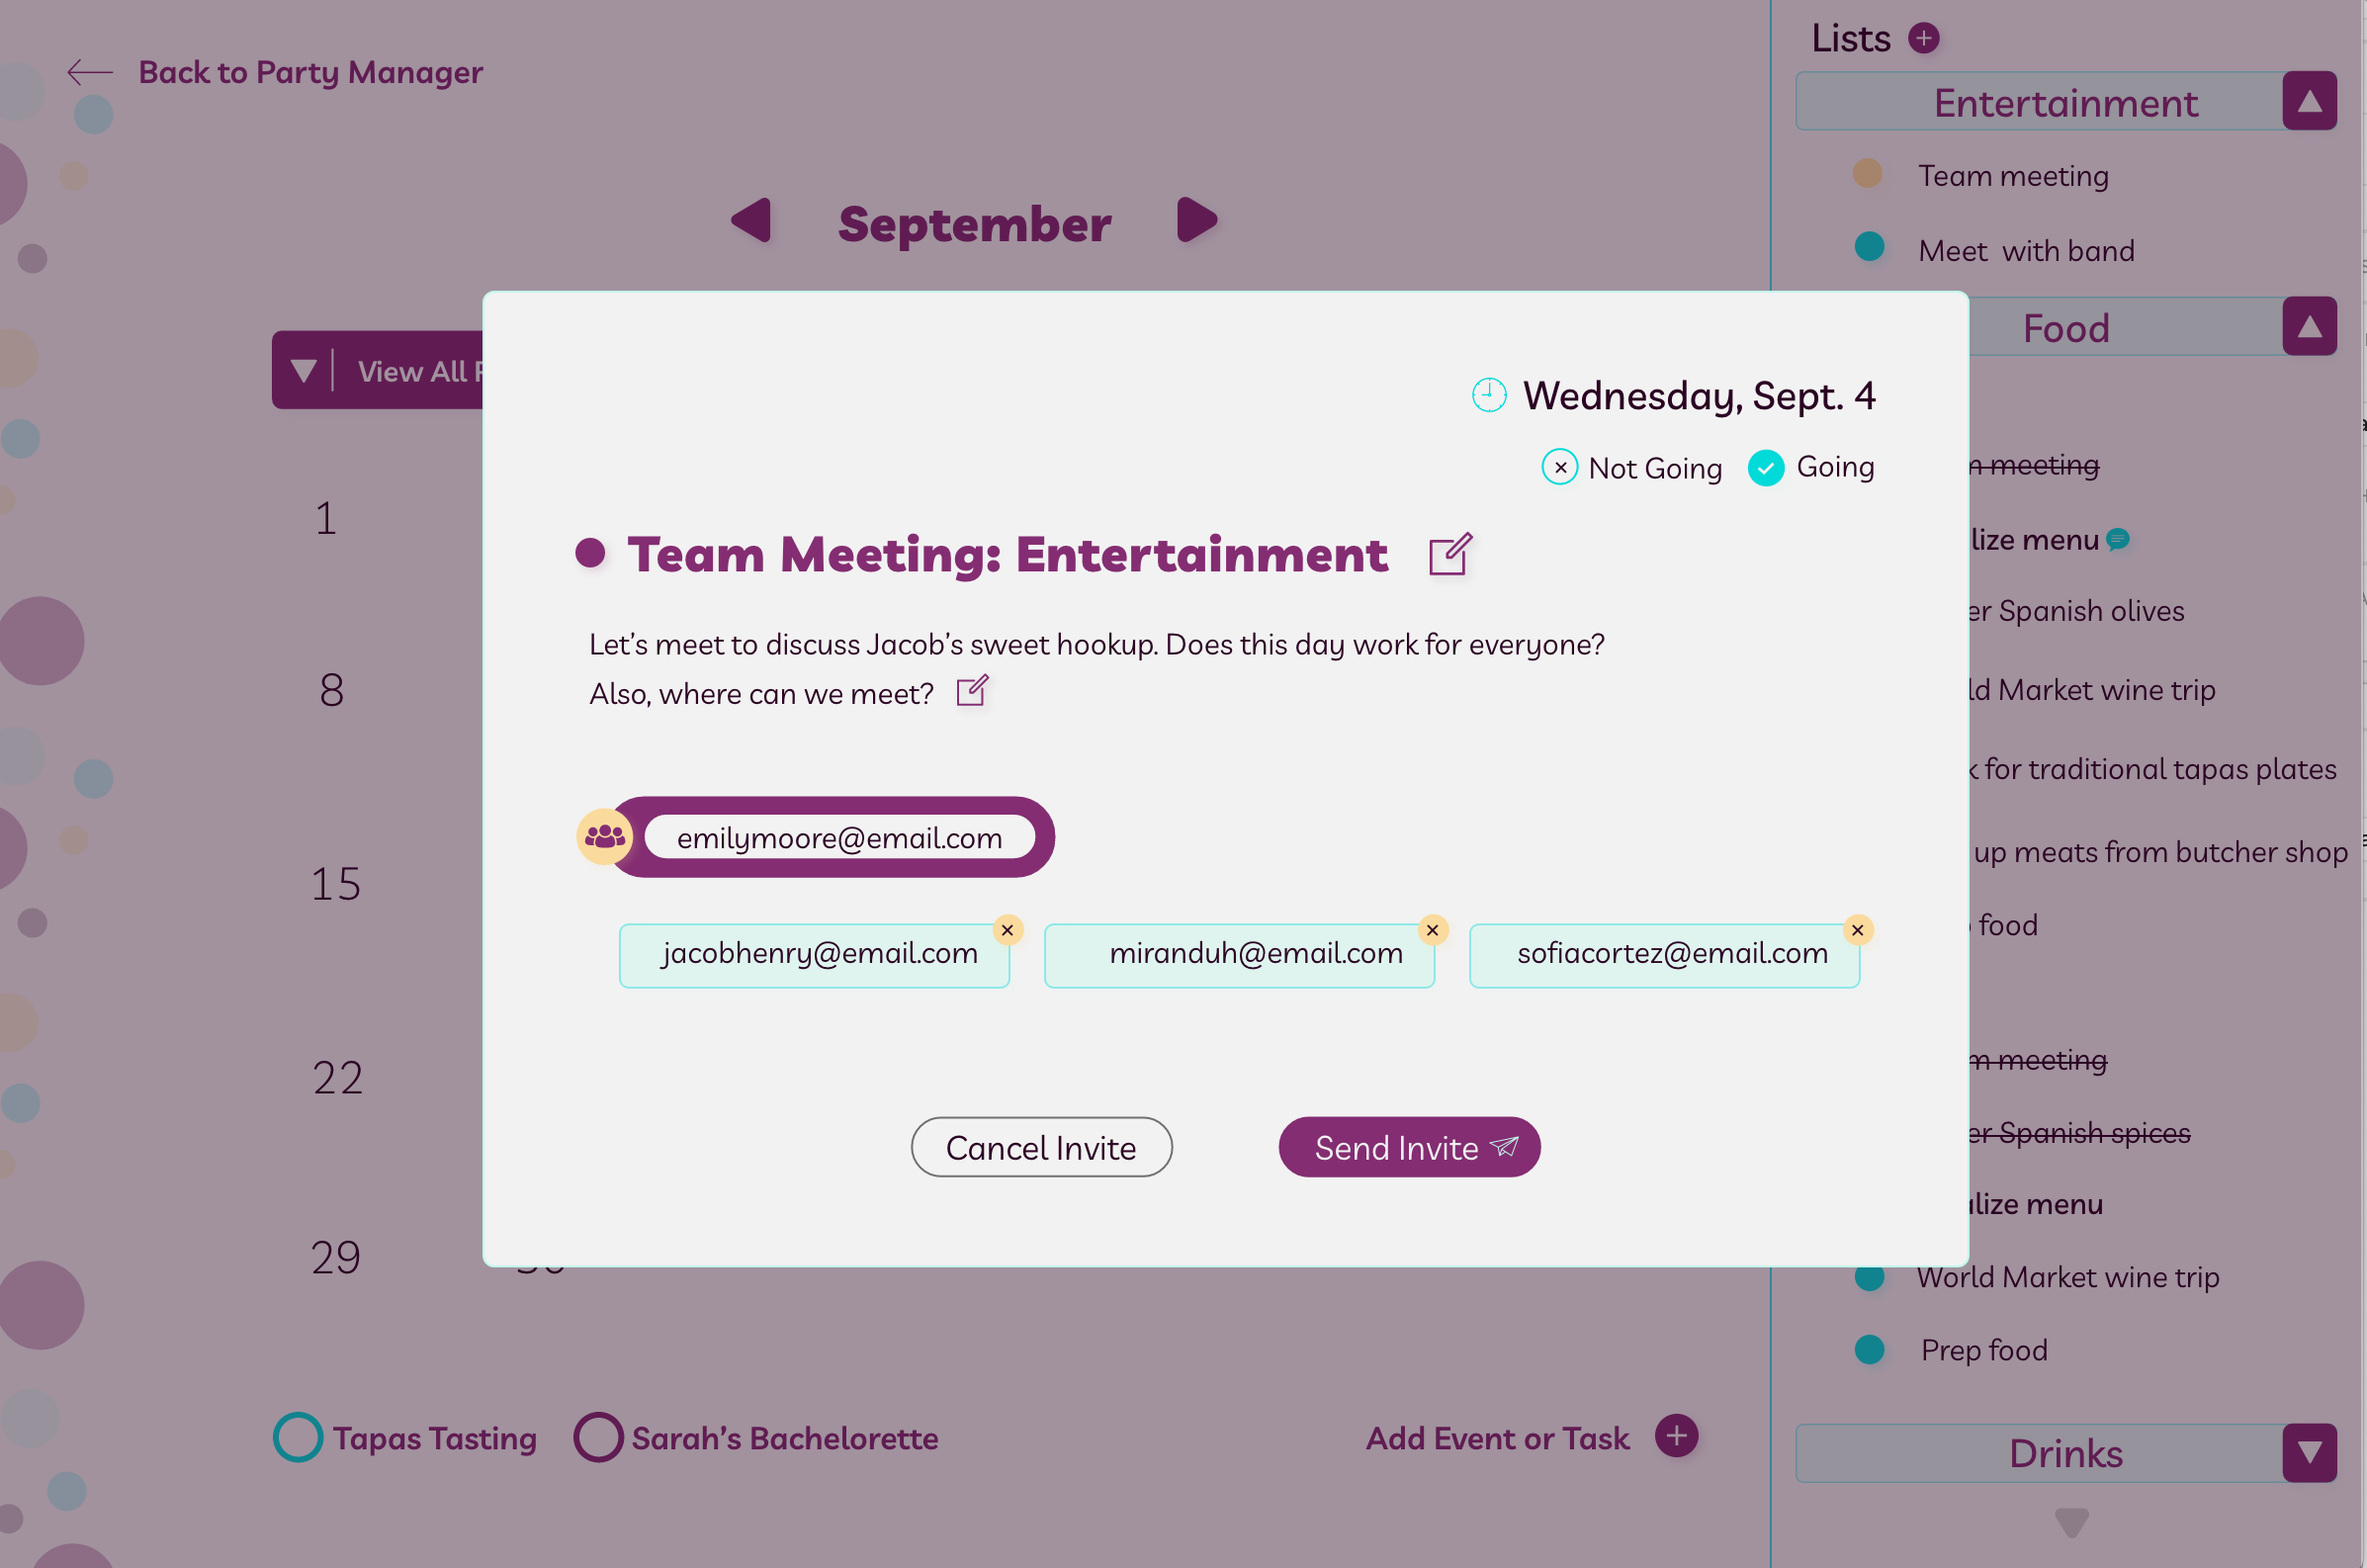 Back to Party Manager
September
View All
1
8
15
22
29
Tapas Tasting
Sarah's Bachelorette
Add Event or Task
Wednesday, Sept. 4
Not Going
Going
Team Meeting: Entertainment
Let's meet to discuss Jacob's sweet hookup. Does this day work for everyone?
Also, where can we meet?
emilymoore@email.com
jacobhenry@email.com
miranduh@email.com
sofiacortez@email.com
Cancel Invite
Send Invite
Lists
Entertainment
Team meeting
Meet with band
Food
meeting
menu
Spanish olives
Market wine trip
for traditional tapas plates
up meats from butcher shop
food
meeting
Spanish spices
menu
World Market wine trip
Prep food
Drinks